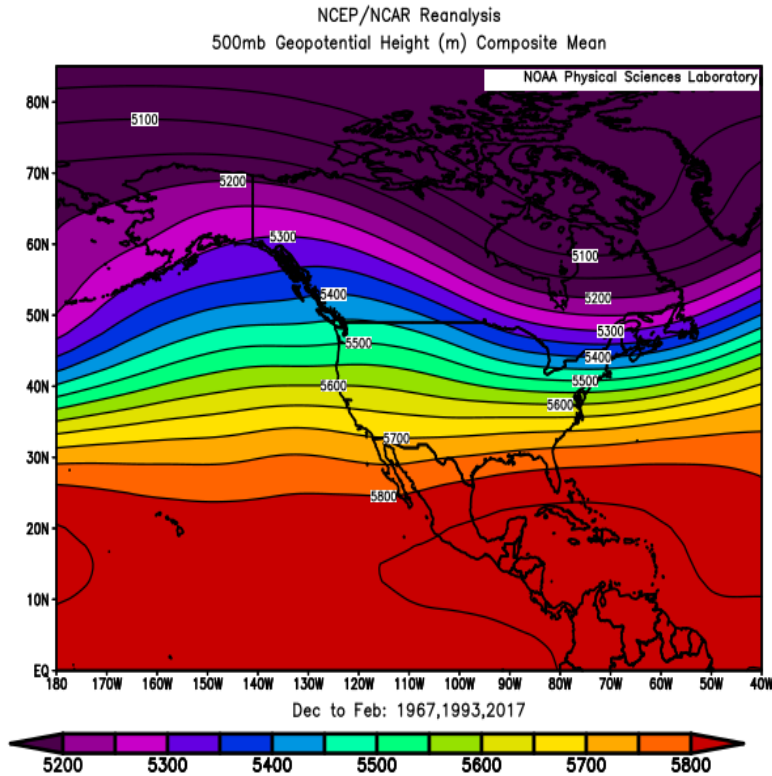 NCEP/NCAR Reanalysis
500mb Geopotential Height (m) Composite Mean
NOAA Physical Sciences Laboratory
80N
5100
70N
5200
60N
5300
5100
50N
5400
5200
5300
5500
5400
40N
5600
5500
5600
30N
5700
5800
20N
10N
EQ
180 170W 160W 150W 140W 130W 120W 110W 100W 90W 80W 70W 60W 50W 40W
Dec to Feb: 1967,1993,2017
5200 5300 5400 5500 5600 5700 5800